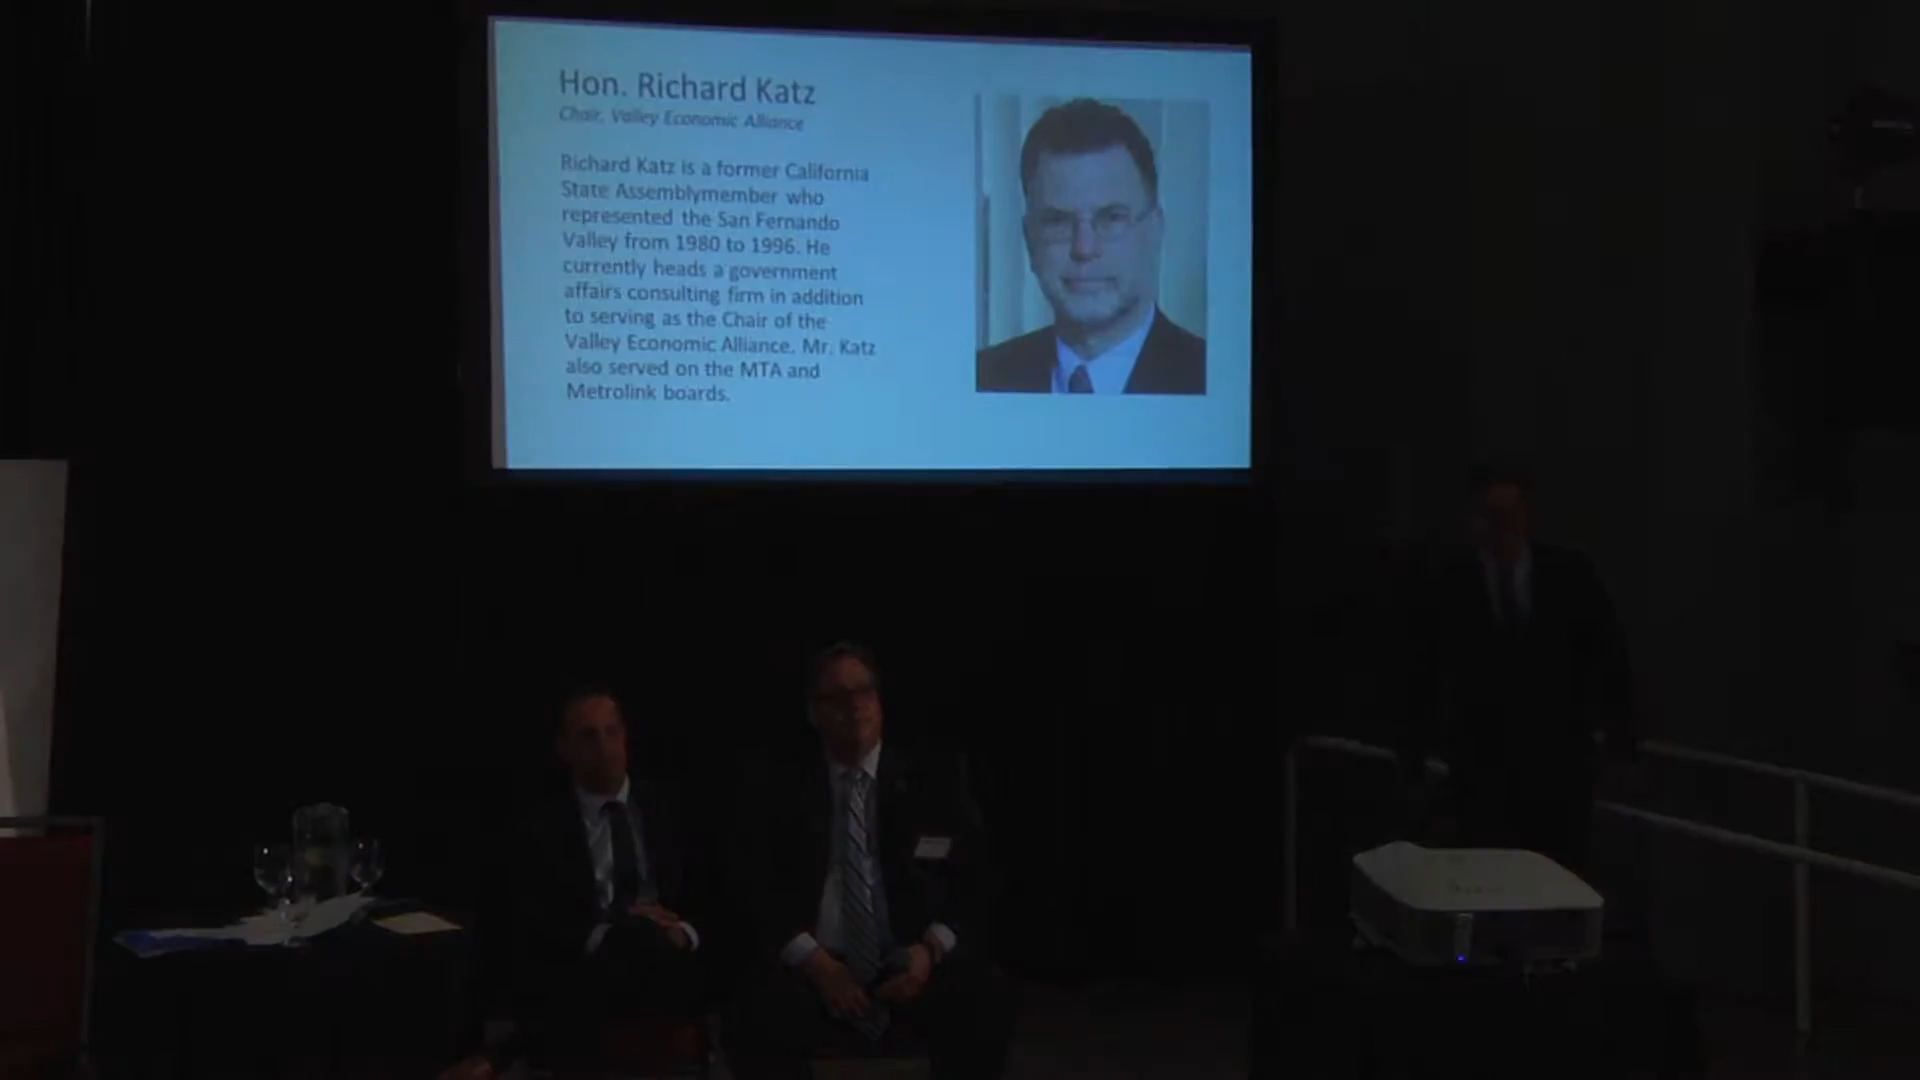 Hon. Richard Katz
Chair, Valley Economic Alliance
Richard Katz is a former California
State Assemblymember who
represented the San Fernando
Valley from 1980 to 1996. He
currently heads a government
affairs consulting firm in addition
to serving as the Chair of the
Valley Economic Alliance. Mr. Katz
also served on the MTA and
Metrolink boards.